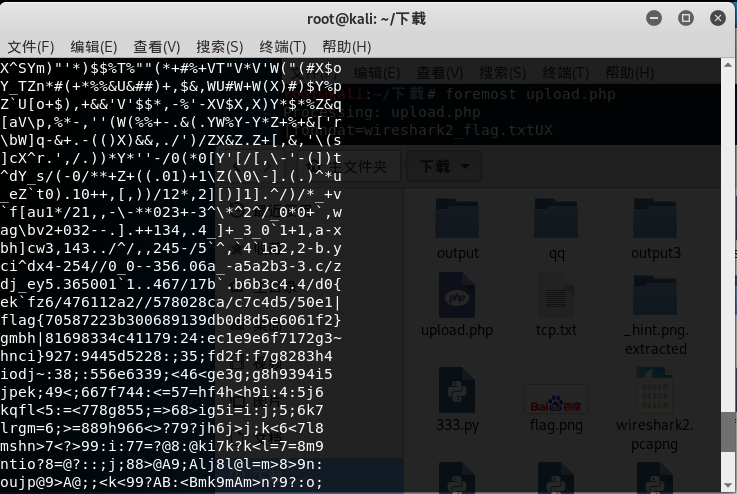 root@kali: ~/下载
文件(F) 编辑(E) 查看(V) 搜索(S) 终端(T) 帮助(H)
X^SYm)"'*)$$%T%""(*+#%+VT"V*V'W("(#X$o
Y_TZn*#(+*%%&U&##)+,$&,WU#W+W(X)#)$Y%p
Z`U[o+$),+&&'V'$$*,-%'-XV$X,X)Y*$*%Z&q
[aV\p,%*-,''(W(%%+-.&(.YW%Y-Y*Z+%+&['r
\bW]q-&+.-(()X)&&,./')/ZX&Z.Z+[,&,'\(s
]cX^r.',/.))*Y*''-/0(*0[Y'[/[,\-'-(])t
^dY_s/(-0/**+Z+((.01)+1\Z(\0\-].(.)^*u
_eZ`t0).10++,[,))/12*,2][)]1].^/)/*_+v
`f[au1*/21,,-\-**023+-3^\*^2^/_0*0+`,w
ag\bv2+032--.].++134,.4_]+_3_0`1+1,a-x
bh]cw3,143../^/,,245-/5`^,`4`1a2,2-b.y
ci^dx4-254//0_0--356.06a_-a5a2b3-3.c/z
dj_ey5.365001`1..467/17b`.b6b3c4.4/d0{
ek`fz6/476112a2//578028ca/c7c4d5/50e1|
flag{70587223b300689139db0d8d5e6061f2}
gmbh|81698334c41179:24:ec1e9e6f7172g3~
hnci}927:9445d5228:;35;fd2f:f7g8283h4
iodj~:38;:556e6339;<46<ge3g;g8h9394i5
jpek;49<;667f744:<=57=hf4h<h9i:4:5j6
kqfl<5:=<778g855;=>68>ig5i=i:j;5;6k7
lrgm=6;>=889h966<>?79?jh6j>j;k<6<7l8
mshn>7<?>99:i:77=?@8:@ki7k?k<l=7=8m9
ntio?8=@?::;j;88>@A9;Alj8l@l=m>8>9n:
oujp@9>A@;;<k<99?AB:<Bmk9mAm>n?9?:o;
编辑(E) 查看(V) 搜索(S) 终端(T) 帮助(H)
kali:~/下载# foremost upload.php
Processing: upload.php
|foundat=wireshark2_flag.txtUX
主文件夹 下载
output qq output3
upload.php tcp.txt _hint.png.extracted
333.py flag.png wireshark2.pcapng